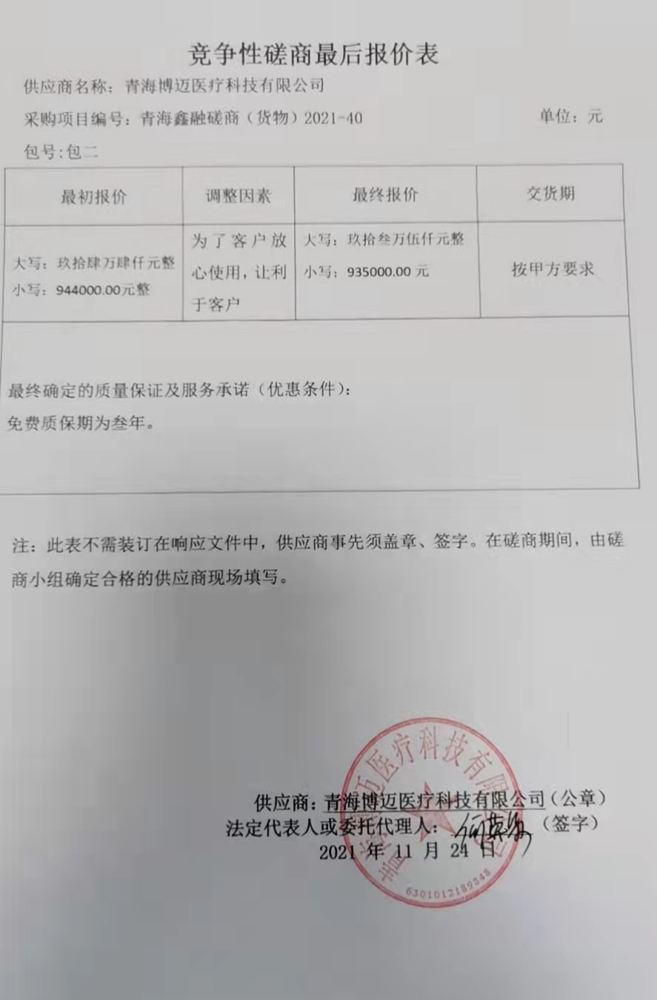 竞争性磋商最后报价表
供应商名称：青海博迈医疗科技有限公司
采购项目编号：青海鑫融磋商（货物）2021-40 单位：元
包号:包二
最初报价 调整因素 最终报价 交货期
大写：玖拾肆万肆仟元整
小写：944000.00元整
为了客户放
心使用，让利
于客户
大写：玖拾叁万伍仟元整
小写：935000.00 元
按甲方要求
最终确定的质量保证及服务承诺（优惠条件）：
免费质保期为叁年。
注：此表不需装订在响应文件中，供应商事先须盖章、签字。在磋商期间，由磋
商小组确定合格的供应商现场填写。
供应商：青海博迈医疗科技有限公司（公章）
法定代表人或委托代理人： （签字）
2021 年 11 月 24 日
青海博迈医疗科技有限公司
6301012189848